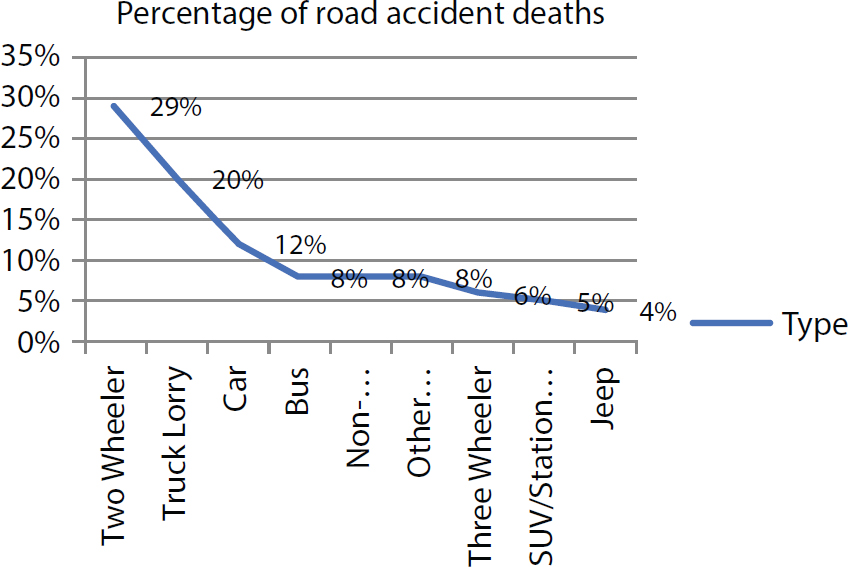 Percentage of road accident deaths
35%
30%
25%
20%
15%
10%
5%
0%
29%
20%
12%
8%
8%
8%
6%
5%
4%
Two Wheeler
Truck Lorry
Car
Bus
Non-...
Other...
Three Wheeler
SUV/Station...
Jeep
Type